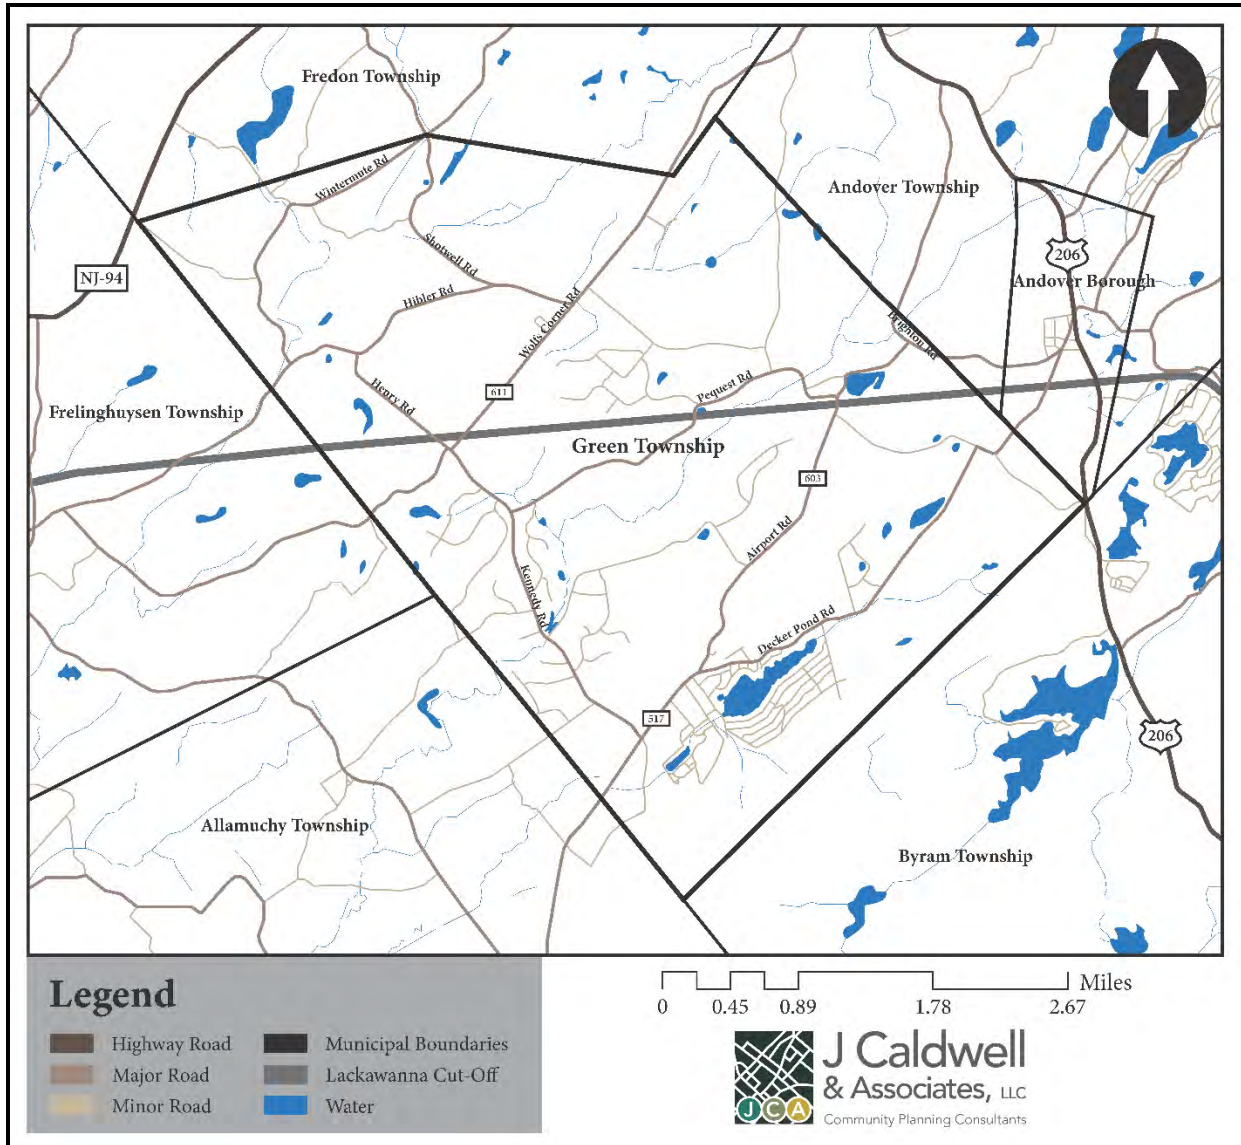 Fredon Township
Wintermute Rd
Andover Township
Shotwell Rd
206
NJ-94
Andover Borough
Hibler Rd
Wolfs Corner Rd
Brighton Rd
Pequest Rd
Henry Rd
611
Frelinghuysen Township
Green Township
603
Airport Rd
Kennedy Rd
Decker Pond Rd
517
206
Allamuchy Township
Byram Township
Legend
Highway Road
Municipal Boundaries
Major Road
Lackawanna Cut-Off
Minor Road
Water
Miles
0 0.45 0.89 1.78 2.67
J Caldwell
& Associates, LLC
JCA
Community Planning Consultants